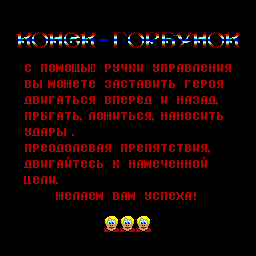 КОНЕК-ГОРБУНОК
С ПОМОЩЬЮ РУЧКИ УПРАВЛЕНИЯ
ВЫ МОЖЕТЕ ЗАСТАВИТЬ ГЕРОЯ
ДВИГАТЬСЯ ВПЕРЕД И НАЗАД,
ПРЫГАТЬ, ЛОЖИТЬСЯ, НАНОСИТЬ
УДАРЫ.
ПРЕОДОЛЕВАЯ ПРЕПЯТСТВИЯ,
ДВИГАЙТЕСЬ К НАМЕЧЕННОЙ
ЦЕЛИ.
ЖЕЛАЕМ ВАМ УСПЕХА!